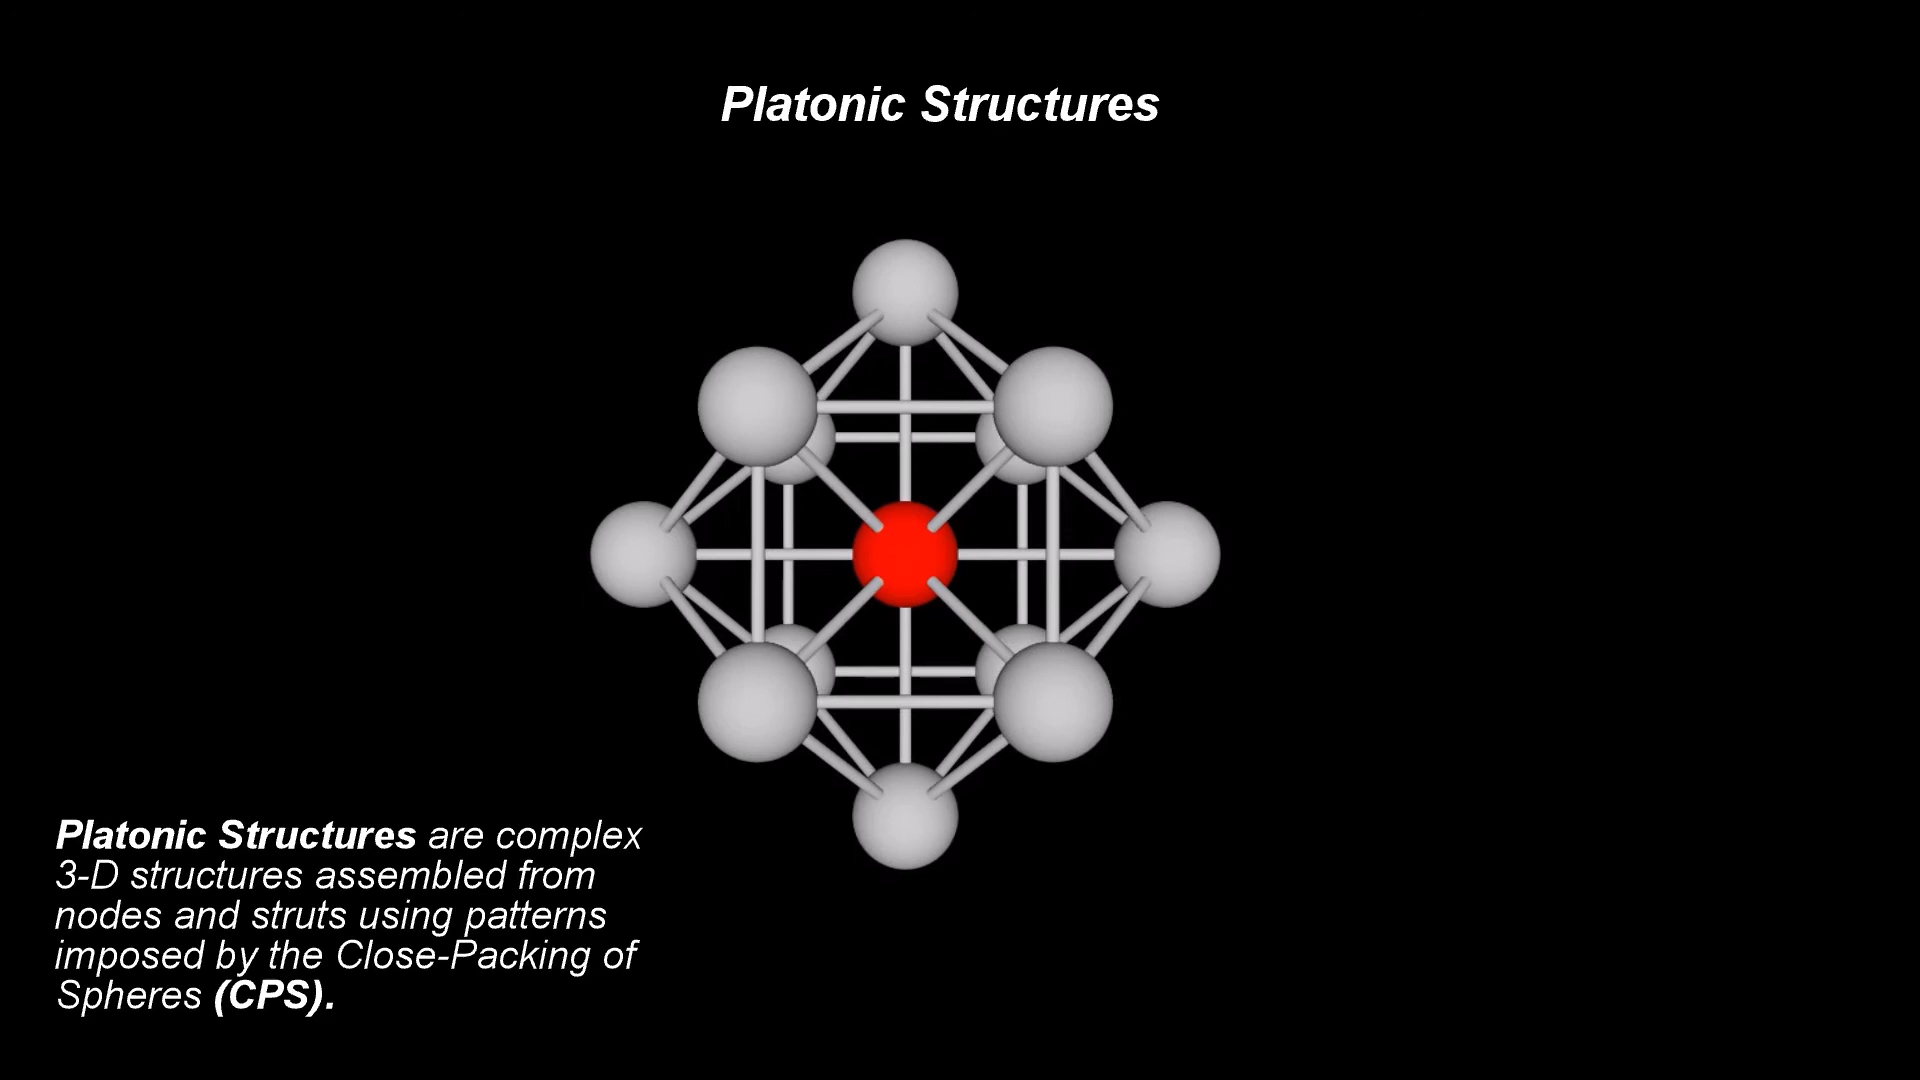 Platonic Structures
Platonic Structures are complex
3-D structures assembled from
nodes and struts using patterns
imposed by the Close-Packing of
Spheres (CPS).